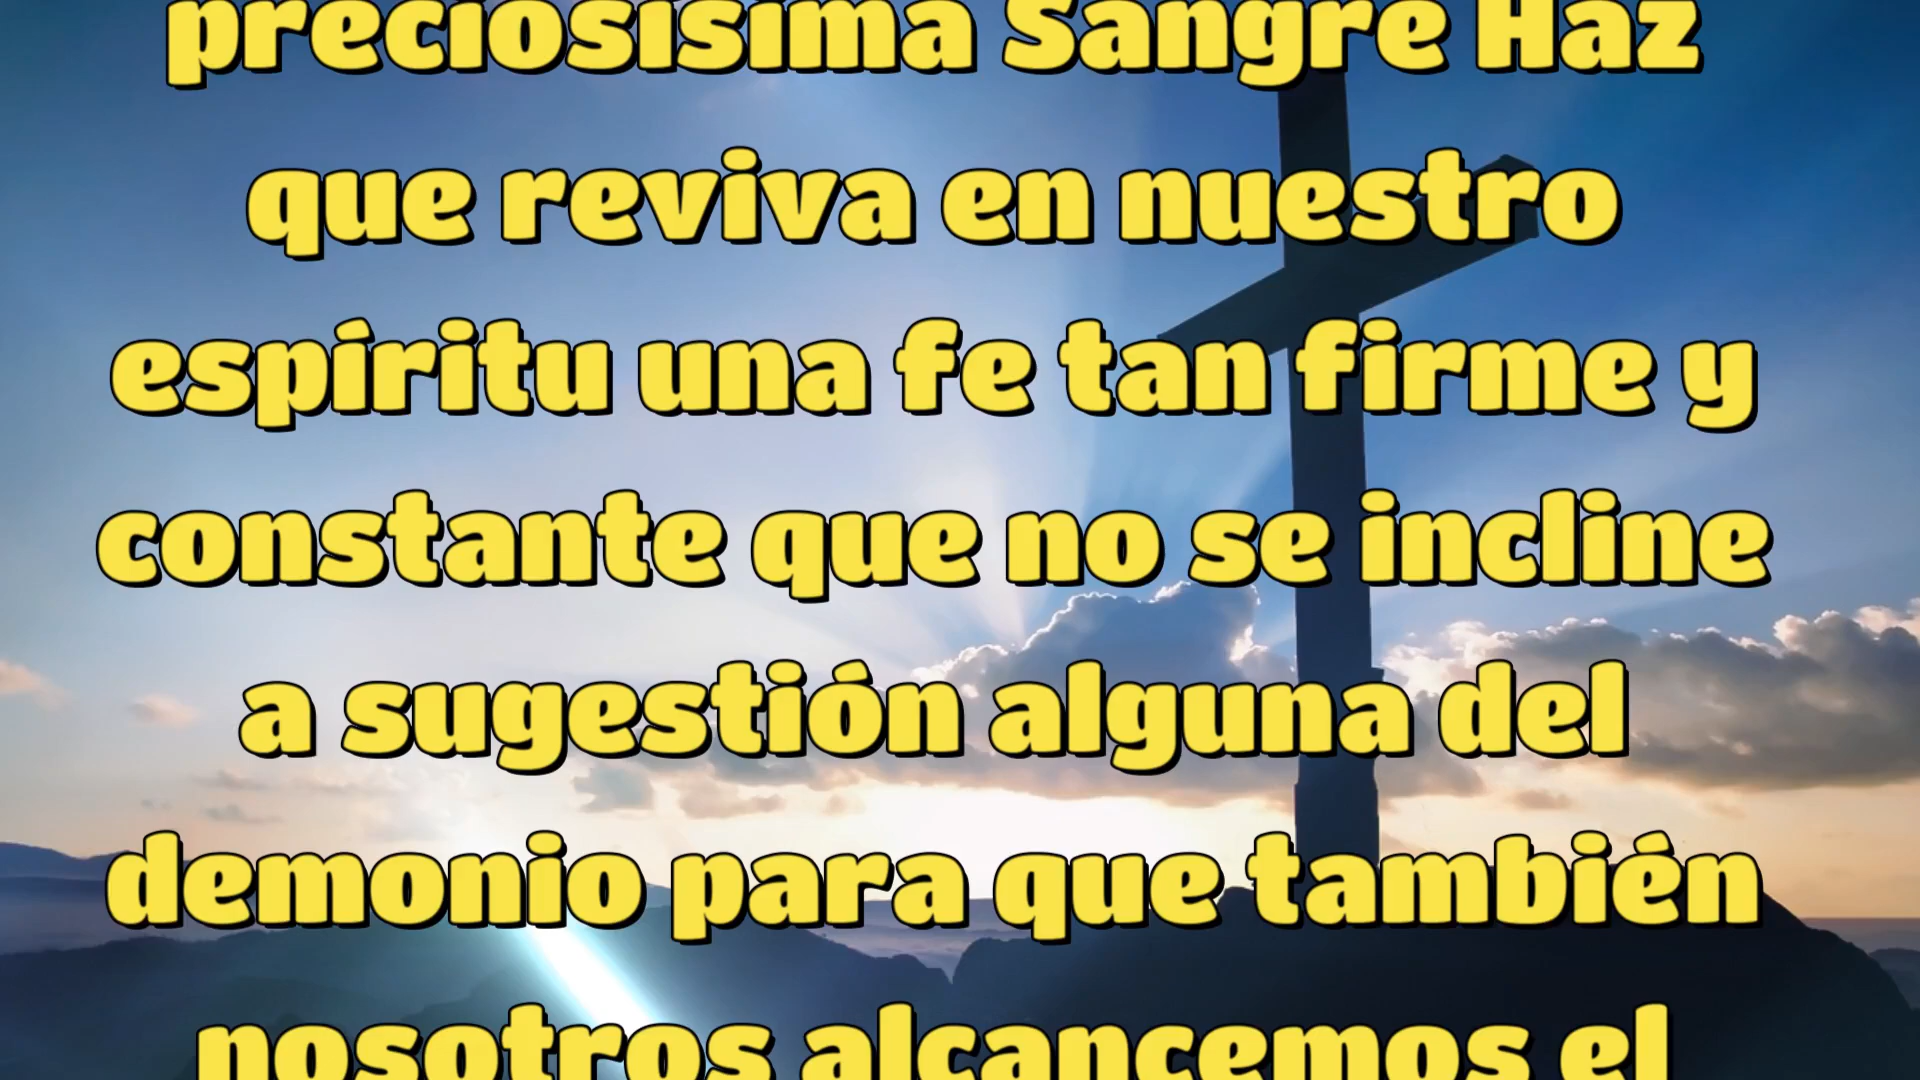 preciosísima Sangre Haz
que reviva en nuestro
espíritu una fe tan firme y
constante que no se incline
a sugestión alguna del
demonio para que también
nosotros alcancemos el